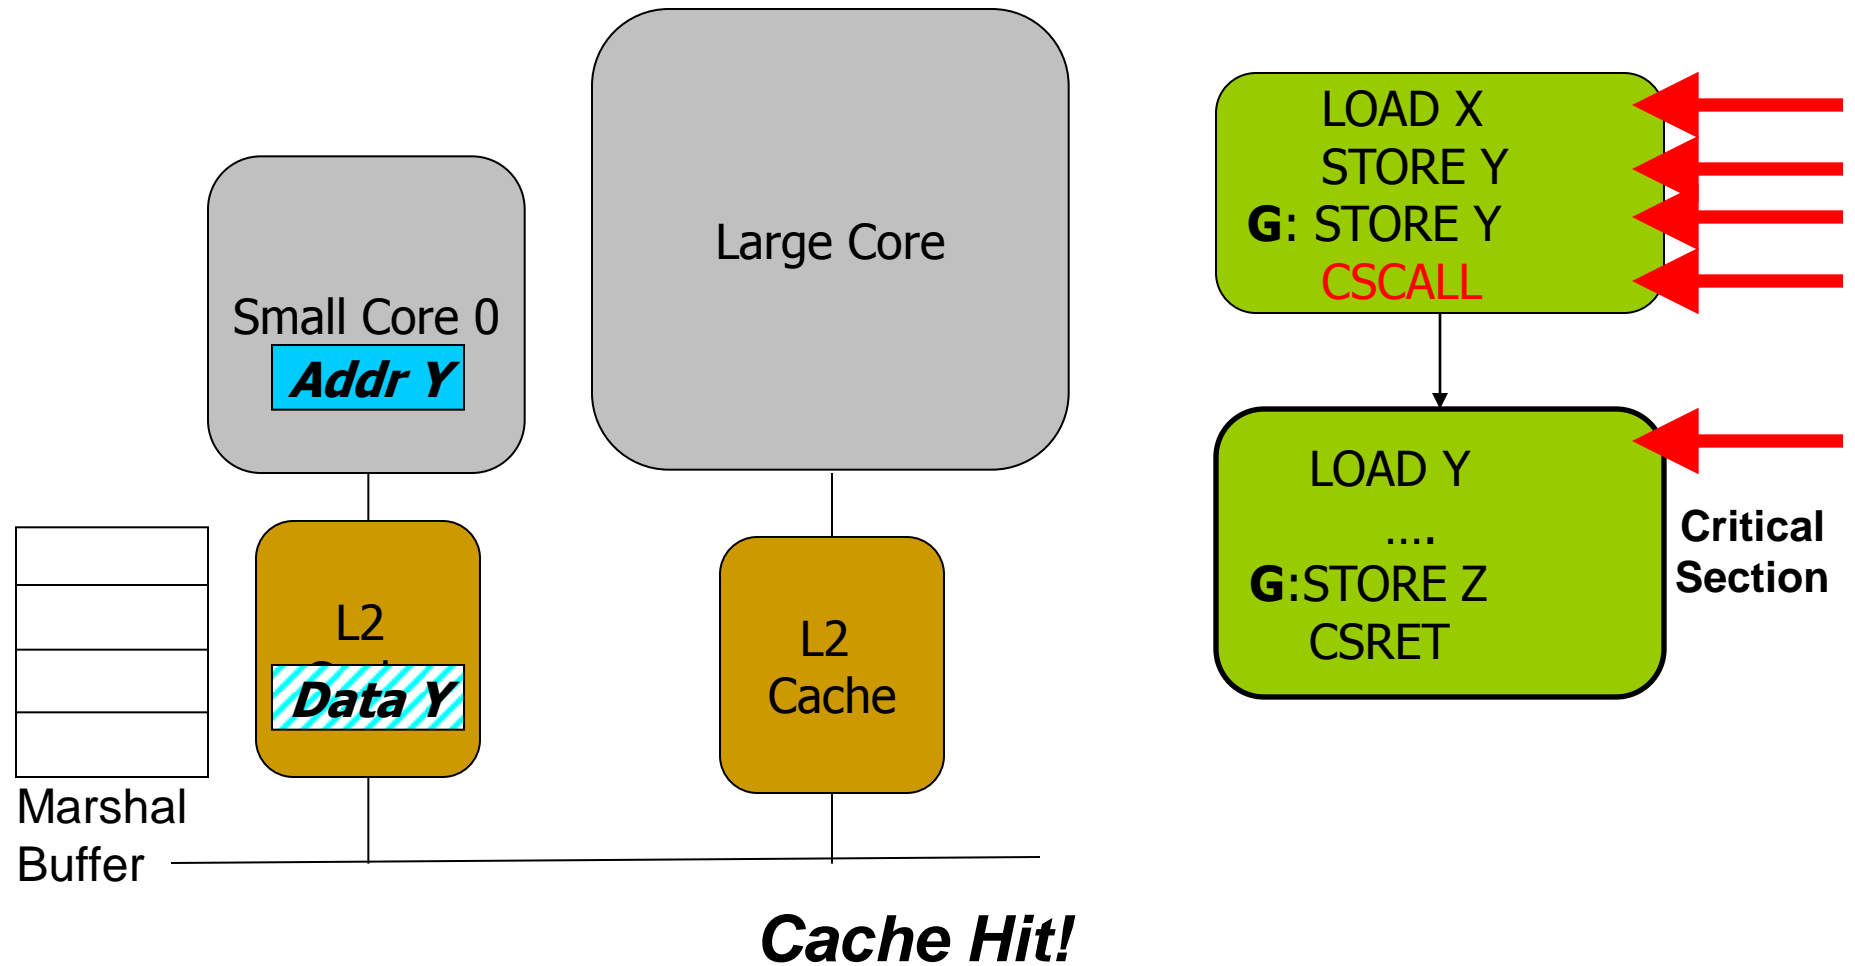 Small Core 0
Addr Y
Large Core
LOAD X
STORE Y
G: STORE Y
CSCALL
LOAD Y
....
G:STORE Z
CSRET
Critical
Section
L2
Data Y
L2
Cache
Marshal
Buffer
Cache Hit!